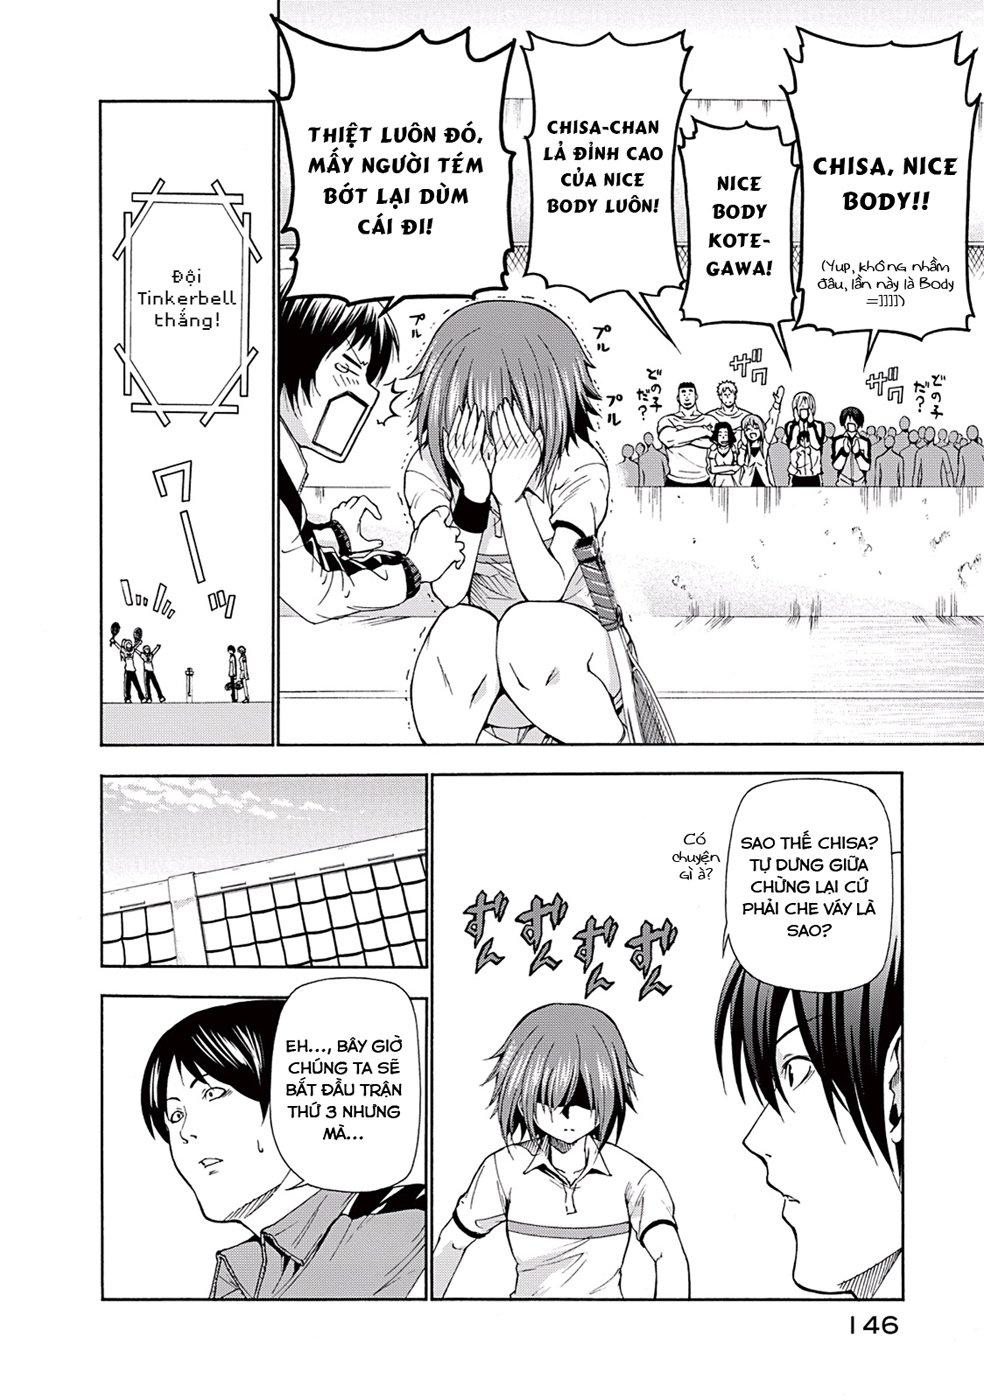 CHISA, NICE
BODY!!
(Yup, không nhầm
đâu, lần này là Body
=]]]]])
NICE
BODY
KOTE-
GAWA!
CHISA-CHAN
LÀ ĐỈNH CAO
CỦA NICE
BODY LUÔN!
THIỆT LUÔN ĐÓ,
MẤY NGƯỜI TÉM
BỚT LẠI DÙM
CÁI ĐI!
どの子
だ?
ザワ
ザワ
どの子
だ?
プル
プル
プル
プル
Đội
Tinkerbell
thắng!
ワーーッ
SAO THẾ CHISA?
TỰ DƯNG GIỮA
CHỪNG LẠI CỨ
PHẢI CHE VÁY LÀ
SAO?
Có
chuyện
gì à?
ずん
ずん
ずん
ずん
EH..., BÂY GIỜ
CHÚNG TA SẼ
BẮT ĐẦU TRẬN
THỨ 3 NHƯNG
MÀ...
146